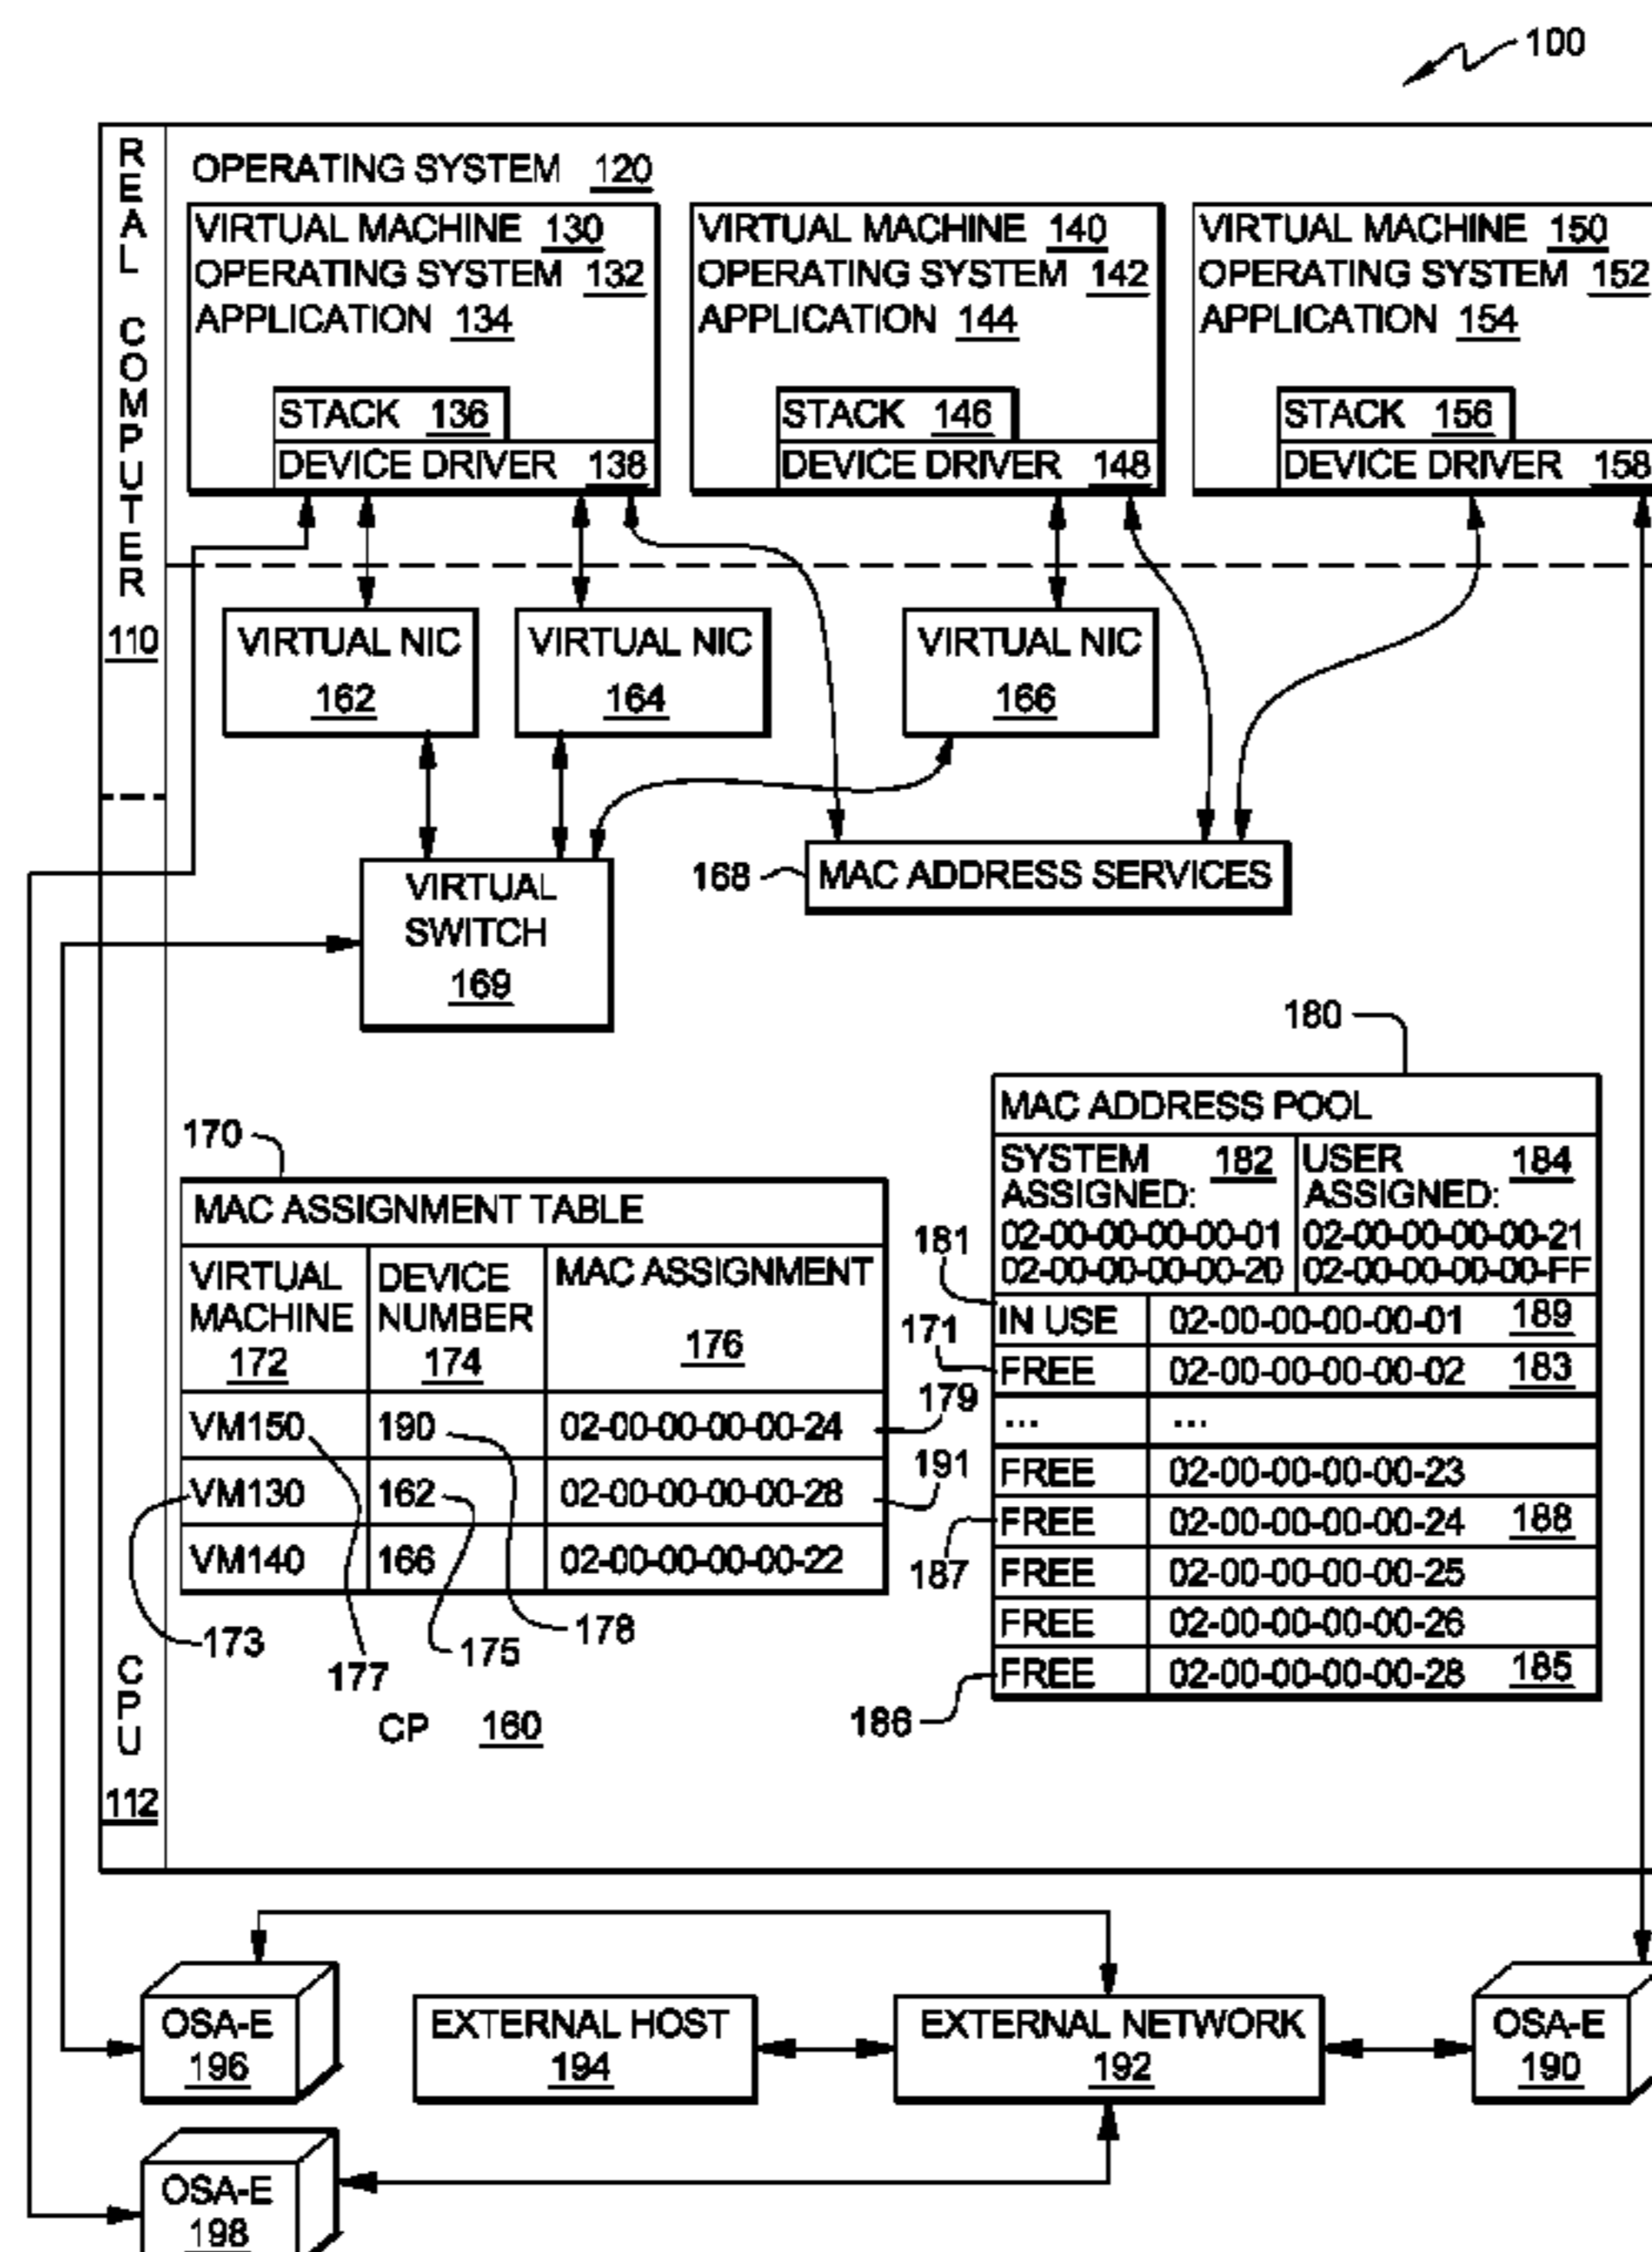 100
REAL COMPUTER
110
CPU
112
OPERATING SYSTEM 120
VIRTUAL MACHINE 130
OPERATING SYSTEM 132
APPLICATION 134
STACK 136
DEVICE DRIVER 138
VIRTUAL MACHINE 140
OPERATING SYSTEM 142
APPLICATION 144
STACK 146
DEVICE DRIVER 148
VIRTUAL MACHINE 150
OPERATING SYSTEM 152
APPLICATION 154
STACK 156
DEVICE DRIVER 158
VIRTUAL NIC
162
VIRTUAL NIC
164
VIRTUAL NIC
166
VIRTUAL
SWITCH
169
168
MAC ADDRESS SERVICES
170
MAC ASSIGNMENT TABLE
VIRTUAL
MACHINE
172
DEVICE
NUMBER
174
MAC ASSIGNMENT
176
VM150 190 02-00-00-00-00-24
VM130 162 02-00-00-00-00-28
VM140 166 02-00-00-00-00-22
179
191
173
177
175
178
CP 160
180
MAC ADDRESS POOL
SYSTEM 182
ASSIGNED:
02-00-00-00-00-01
02-00-00-00-00-20
USER 184
ASSIGNED:
02-00-00-00-00-21
02-00-00-00-00-FF
181
IN USE 02-00-00-00-00-01 189
171
FREE 02-00-00-00-00-02 183
... ...
FREE 02-00-00-00-00-23
187
FREE 02-00-00-00-00-24 188
FREE 02-00-00-00-00-25
FREE 02-00-00-00-00-26
186
FREE 02-00-00-00-00-28 185
OSA-E
196
EXTERNAL HOST
194
EXTERNAL NETWORK
192
OSA-E
190
OSA-E
198